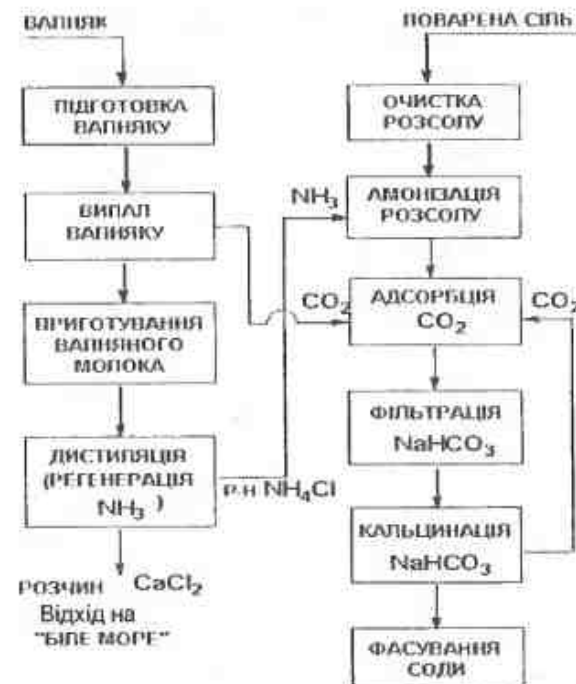 ВАПНЯК
ПІДГОТОВКА
ВАПНЯКУ
ВИПАЛ
ВАПНЯКУ
ПРИГОТУВАННЯ
ВАПНЯНОГО
МОЛОКА
ДИСТИЛЯЦІЯ
(РЕГЕНЕРАЦІЯ
NH₃ )
РОЗЧИН CaCl₂
Відхід на
"БІЛЕ МОРЕ"
NH₃
CO₂
р-н NH₄Cl
ПОВАРЕНА СІЛЬ
ОЧИСТКА
РОЗСОЛУ
АМОНІЗАЦІЯ
РОЗСОЛУ
АДСОРБЦІЯ
CO₂
CO₂
ФІЛЬТРАЦІЯ
NaHCO₃
КАЛЬЦИНАЦІЯ
NaHCO₃
ФАСУВАННЯ
СОДИ